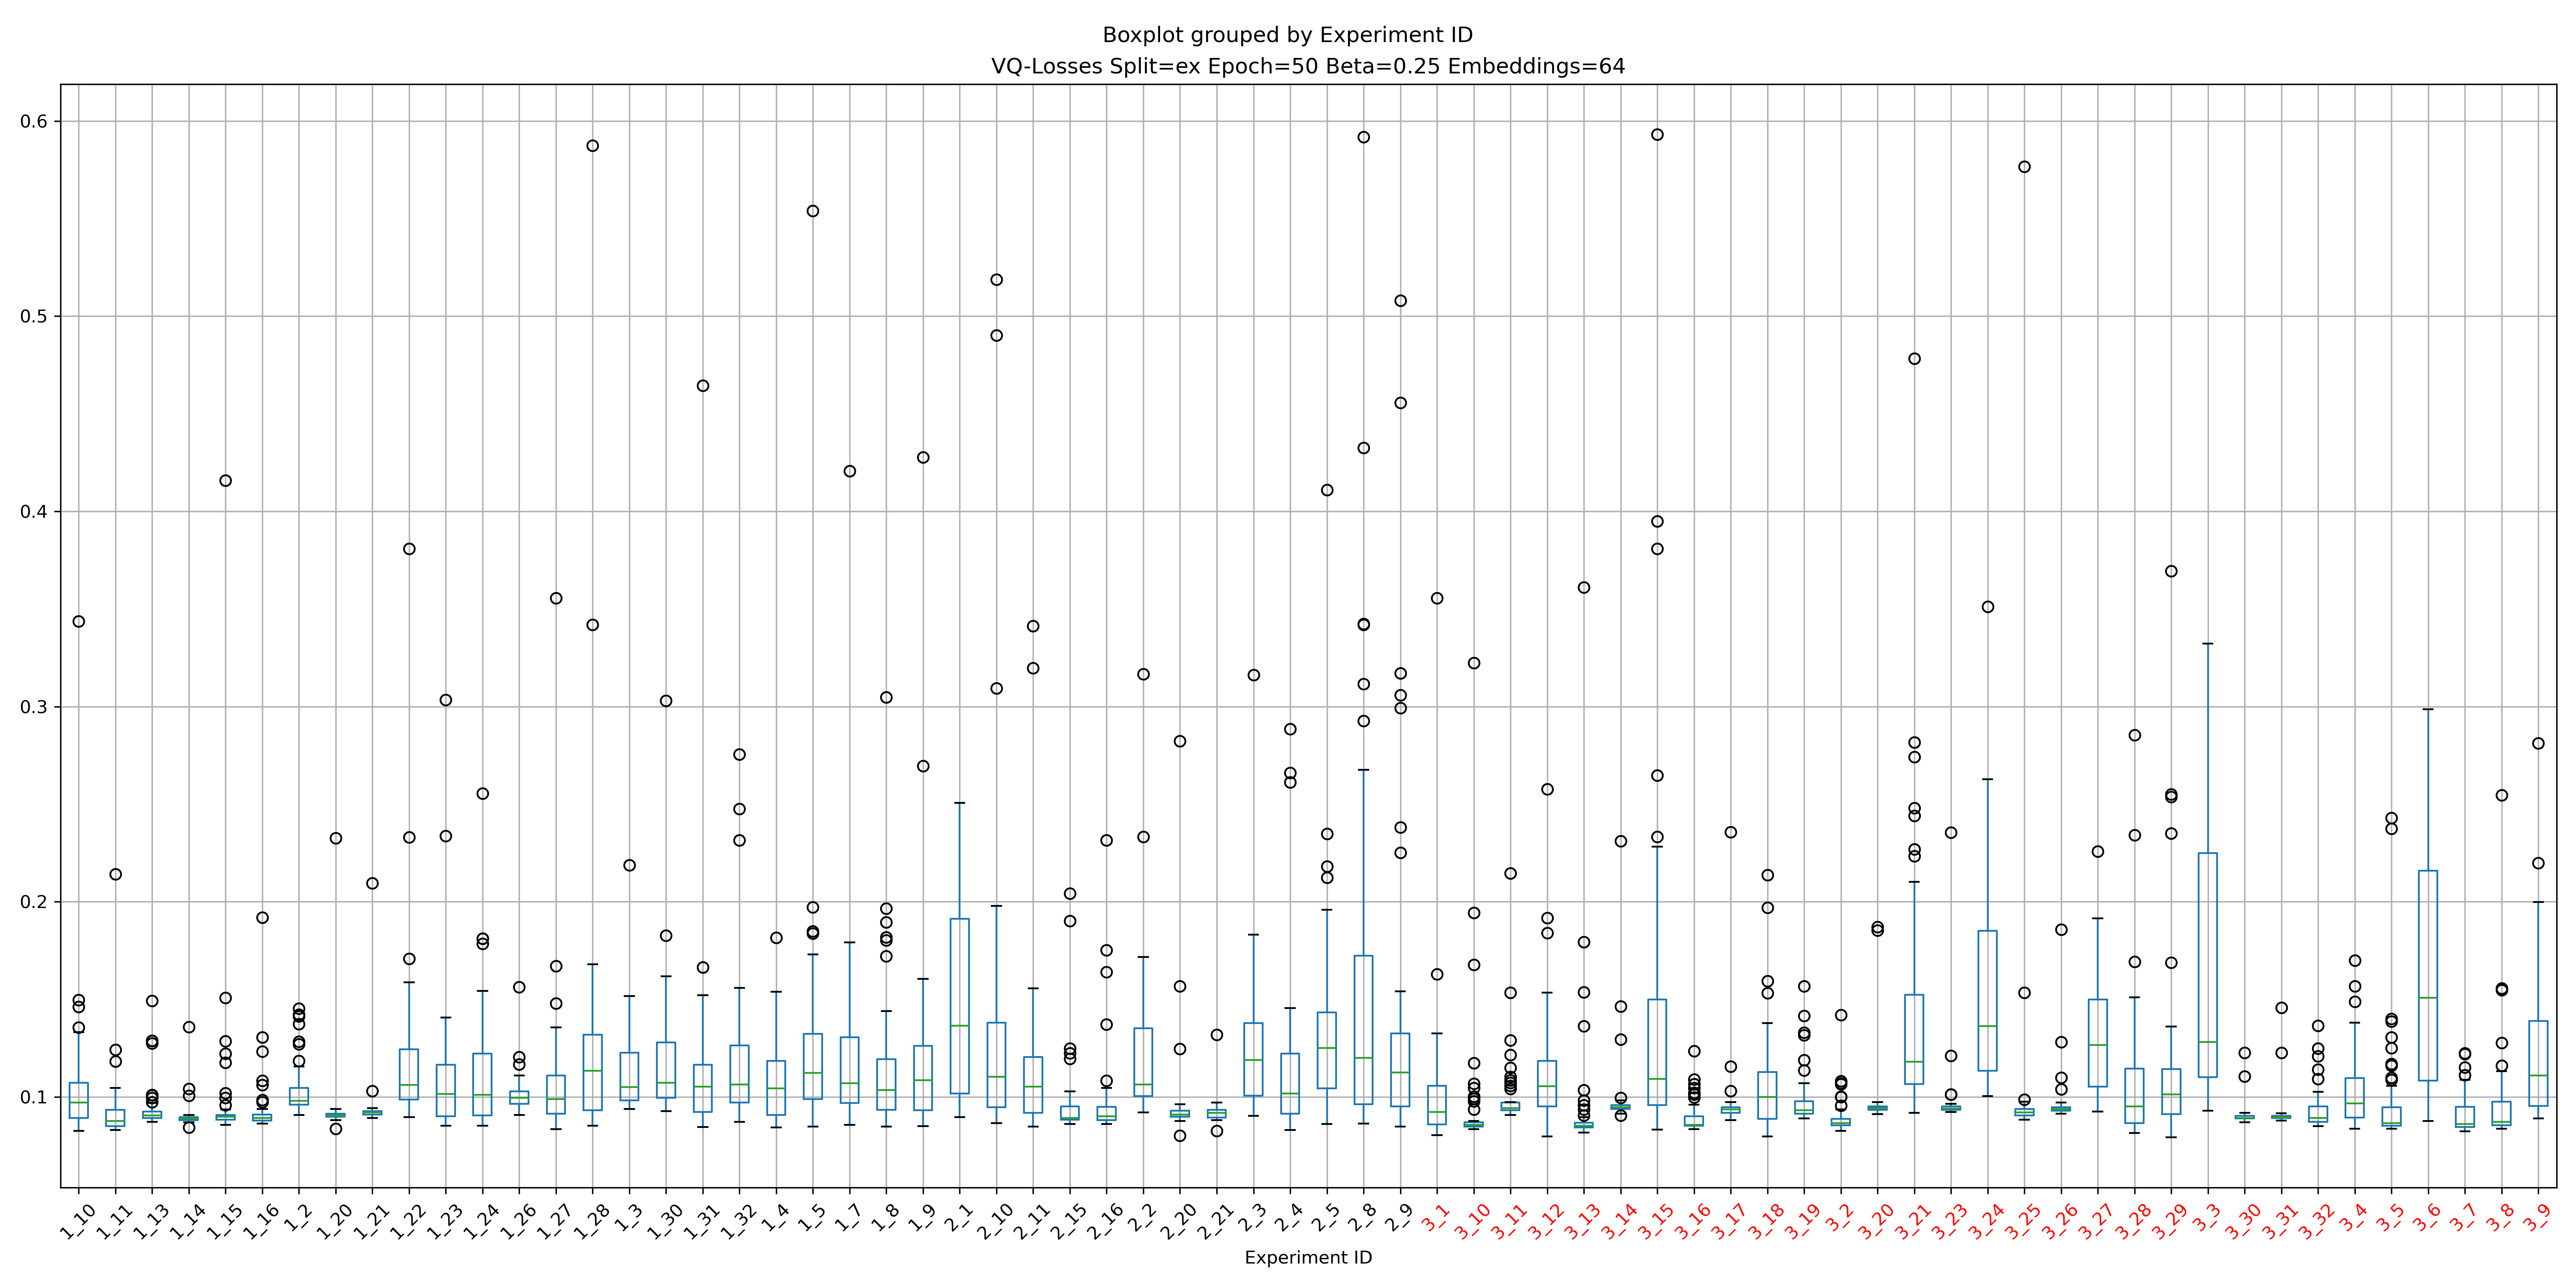 Boxplot grouped by Experiment ID
VQ-Losses Split=ex Epoch=50 Beta=0.25 Embeddings=64
0.6
0.5
0.4
0.3
0.2
0.1
1_10 1_11 1_13 1_14 1_15 1_16 1_2 1_20 1_21 1_22 1_23 1_24 1_26 1_27 1_28 1_3 1_30 1_31 1_32 1_4 1_5 1_7 1_8 1_9 2_1 2_10 2_11 2_15 2_16 2_2 2_20 2_21 2_3 2_4 2_5 2_8 2_9 3_1 3_10 3_11 3_12 3_13 3_14 3_15 3_16 3_17 3_18 3_19 3_2 3_20 3_21 3_23 3_24 3_25 3_26 3_27 3_28 3_29 3_3 3_30 3_31 3_32 3_4 3_5 3_6 3_7 3_8 3_9
Experiment ID